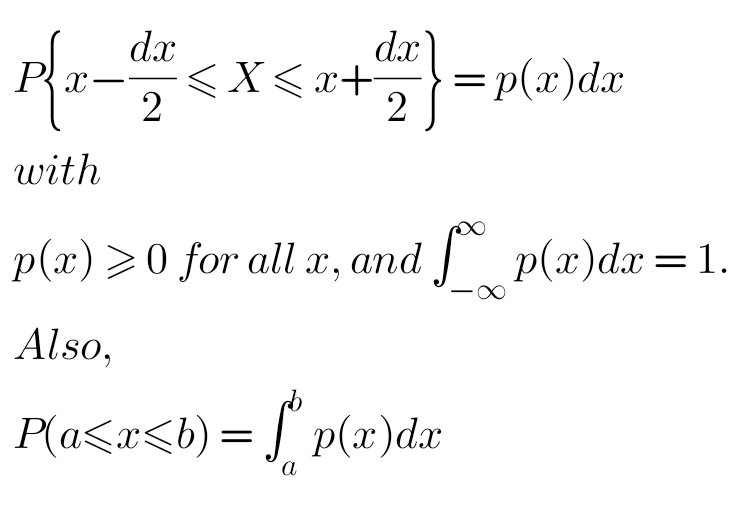 P{x−dx/2 ⩽ X ⩽ x+dx/2} = p(x)dx
with
p(x) ⩾ 0 for all x, and ∫_{−∞}^{∞} p(x)dx = 1.
Also,
P(a⩽x⩽b) = ∫_a^b p(x)dx